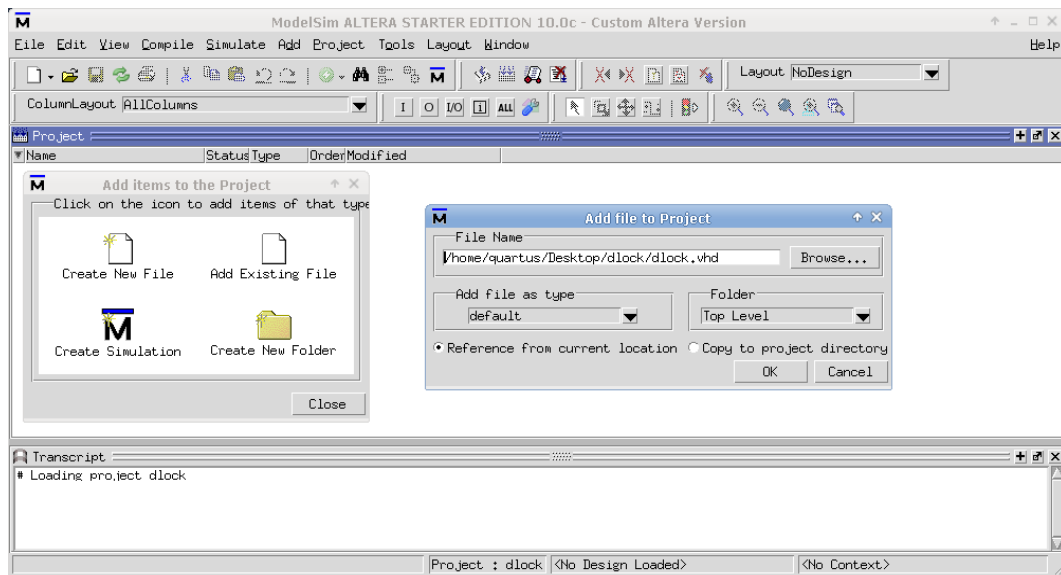 ModelSim ALTERA STARTER EDITION 10.0c - Custom Altera Version
File Edit View Compile Simulate Add Project Tools Layout Window Help
Layout NoDesign
ColumnLayout AllColumns
I O I/O i ALL
Project
Name Status Type Order Modified
Add items to the Project
Click on the icon to add items of that type
Create New File Add Existing File
Create Simulation Create New Folder
Close
Add file to Project
File Name
/home/quartus/Desktop/dlock/dlock.vhd Browse...
Add file as type Folder
default Top Level
Reference from current location Copy to project directory
OK Cancel
Transcript
# Loading project dlock
Project : dlock <No Design Loaded> <No Context>